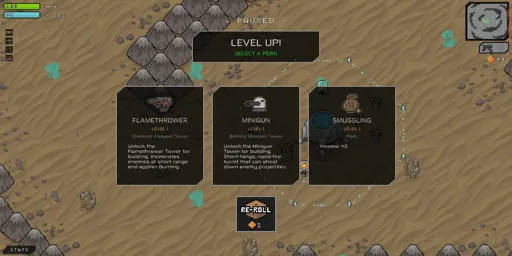 - PAUSED -
LEVEL UP!
SELECT A PERK
FLAMETHROWER
LEVEL 1
Chemical Weapons Tower
Unlock the
Flamethrower Tower for
building. Insinerates
enemies at short range
and applies Burning.
MINIGUN
LEVEL 1
Ballistic Weapons Tower
Unlock the Minigun
Tower for building.
Short-range, rapid-fire
turret that can shoot
down enemy projectiles.
SMUGGLING
LEVEL 1
Perk
Income: +2
RE-ROLL
1
STATS